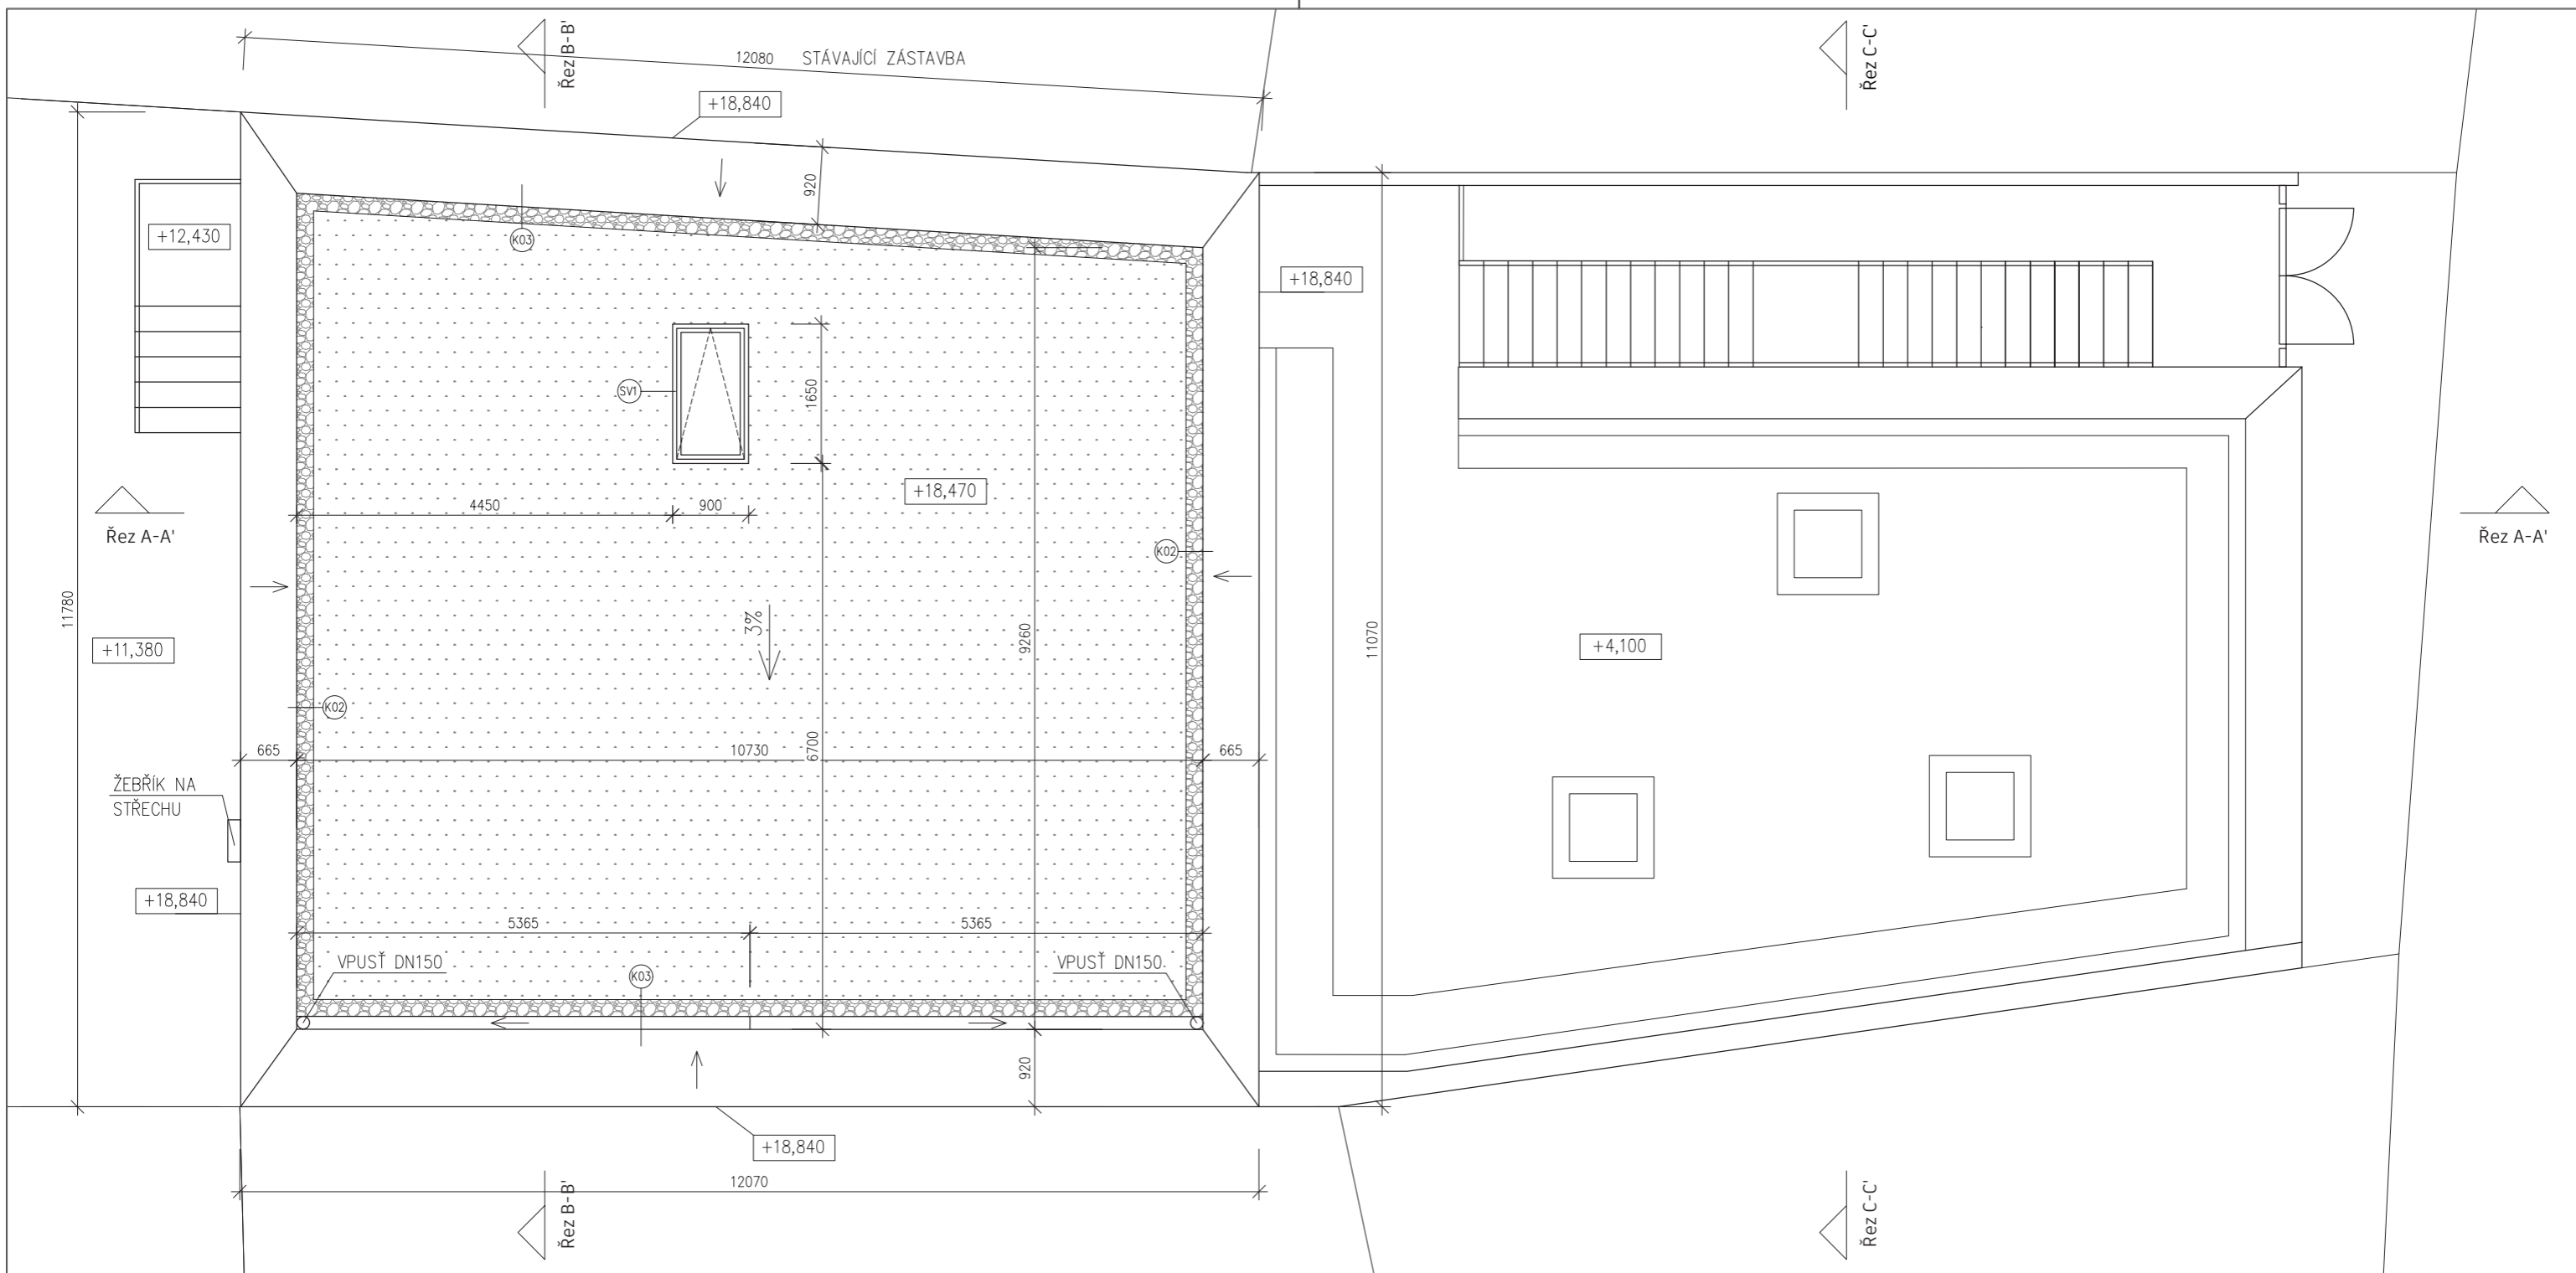 Řez B-B'
Řez C-C'
12080
STÁVAJÍCÍ ZÁSTAVBA
+18,840
920
+12,430
K03
+18,840
SV1
1650
4450
900
+18,470
Řez A-A'
Řez A-A'
K02
11780
3%
9260
11070
+11,380
+4,100
K02
665
10730
6700
665
ŽEBŘÍK NA
STŘECHU
+18,840
5365
5365
VPUSŤ DN150
K03
VPUSŤ DN150
920
+18,840
12070
Řez B-B'
Řez C-C'